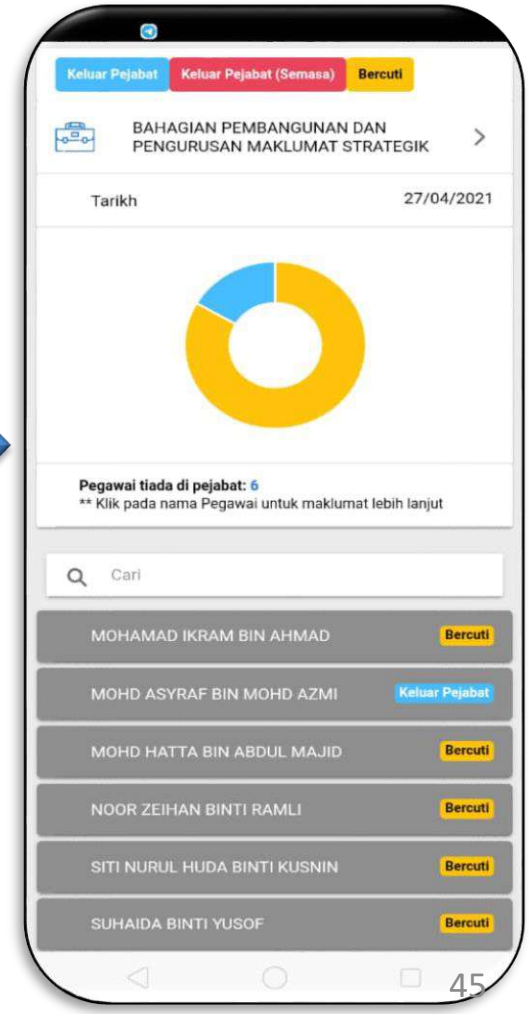 Keluar Pejabat Keluar Pejabat (Semasa) Bercuti
BAHAGIAN PEMBANGUNAN DAN
PENGURUSAN MAKLUMAT STRATEGIK
Tarikh 27/04/2021
Pegawai tiada di pejabat: 6
** Klik pada nama Pegawai untuk maklumat lebih lanjut
Cari
MOHAMAD IKRAM BIN AHMAD Bercuti
MOHD ASYRAF BIN MOHD AZMI Keluar Pejabat
MOHD HATTA BIN ABDUL MAJID Bercuti
NOOR ZEIHAN BINTI RAMLI Bercuti
SITI NURUL HUDA BINTI KUSNIN Bercuti
SUHAIDA BINTI YUSOF Bercuti
45